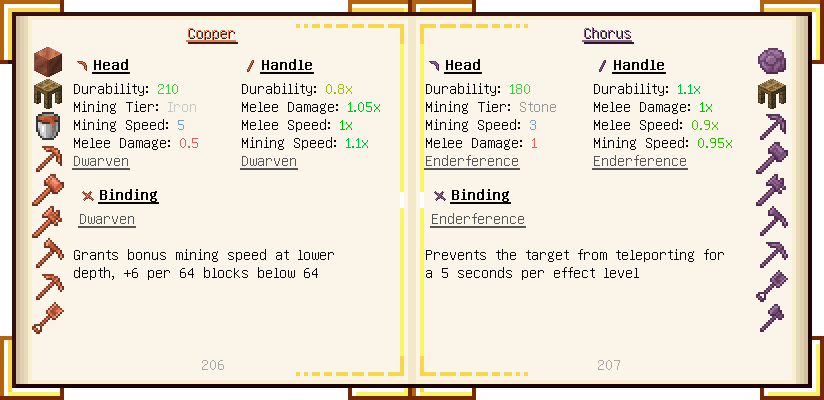 Copper
Head
Durability: 210
Mining Tier: Iron
Mining Speed: 5
Melee Damage: 0.5
Dwarven
Handle
Durability: 0.8x
Melee Damage: 1.05x
Melee Speed: 1x
Mining Speed: 1.1x
Dwarven
Binding
Dwarven
Grants bonus mining speed at lower
depth, +6 per 64 blocks below 64
206
Chorus
Head
Durability: 180
Mining Tier: Stone
Mining Speed: 3
Melee Damage: 1
Enderference
Handle
Durability: 1.1x
Melee Damage: 1x
Melee Speed: 0.9x
Mining Speed: 0.95x
Enderference
Binding
Enderference
Prevents the target from teleporting for
a 5 seconds per effect level
207